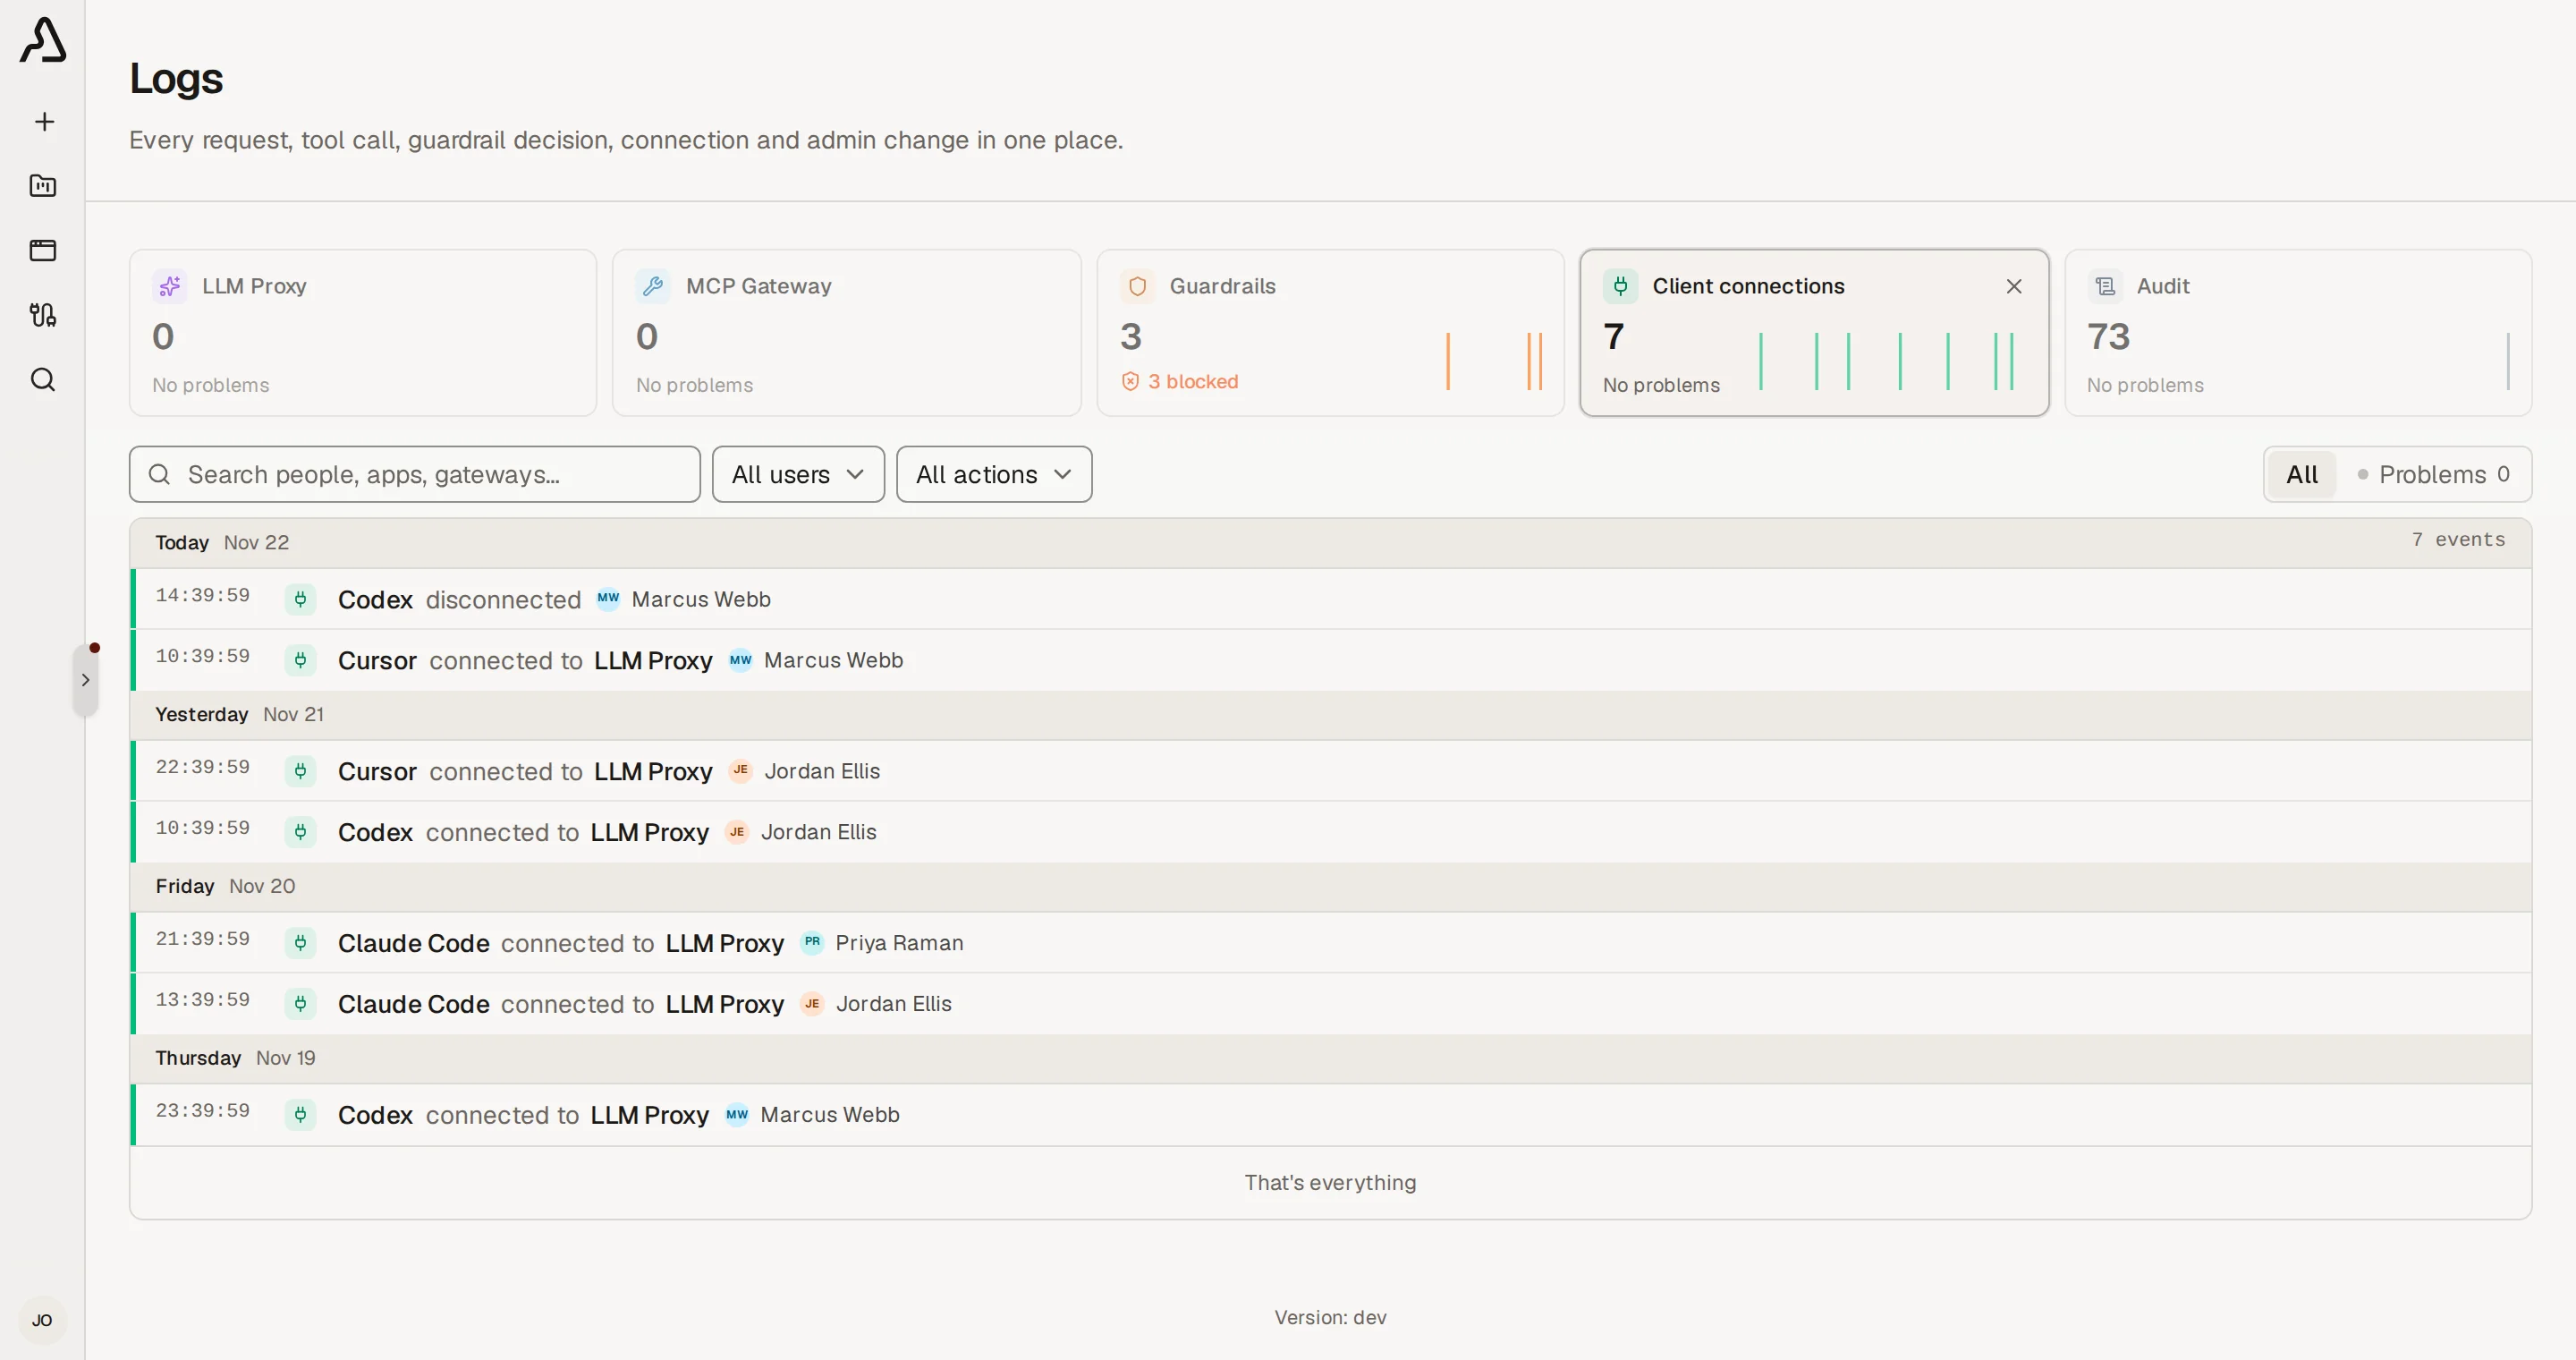 Logs
Every request, tool call, guardrail decision, connection and admin change in one place.
LLM Proxy
0
No problems
MCP Gateway
0
No problems
Guardrails
3
3 blocked
Client connections
7
No problems
Audit
73
No problems
Search people, apps, gateways...
All users
All actions
All
Problems 0
Today Nov 22 7 events
14:39:59 Codex disconnected MW Marcus Webb
10:39:59 Cursor connected to LLM Proxy MW Marcus Webb
Yesterday Nov 21
22:39:59 Cursor connected to LLM Proxy JE Jordan Ellis
10:39:59 Codex connected to LLM Proxy JE Jordan Ellis
Friday Nov 20
21:39:59 Claude Code connected to LLM Proxy PR Priya Raman
13:39:59 Claude Code connected to LLM Proxy JE Jordan Ellis
Thursday Nov 19
23:39:59 Codex connected to LLM Proxy MW Marcus Webb
That's everything
JO
Version: dev